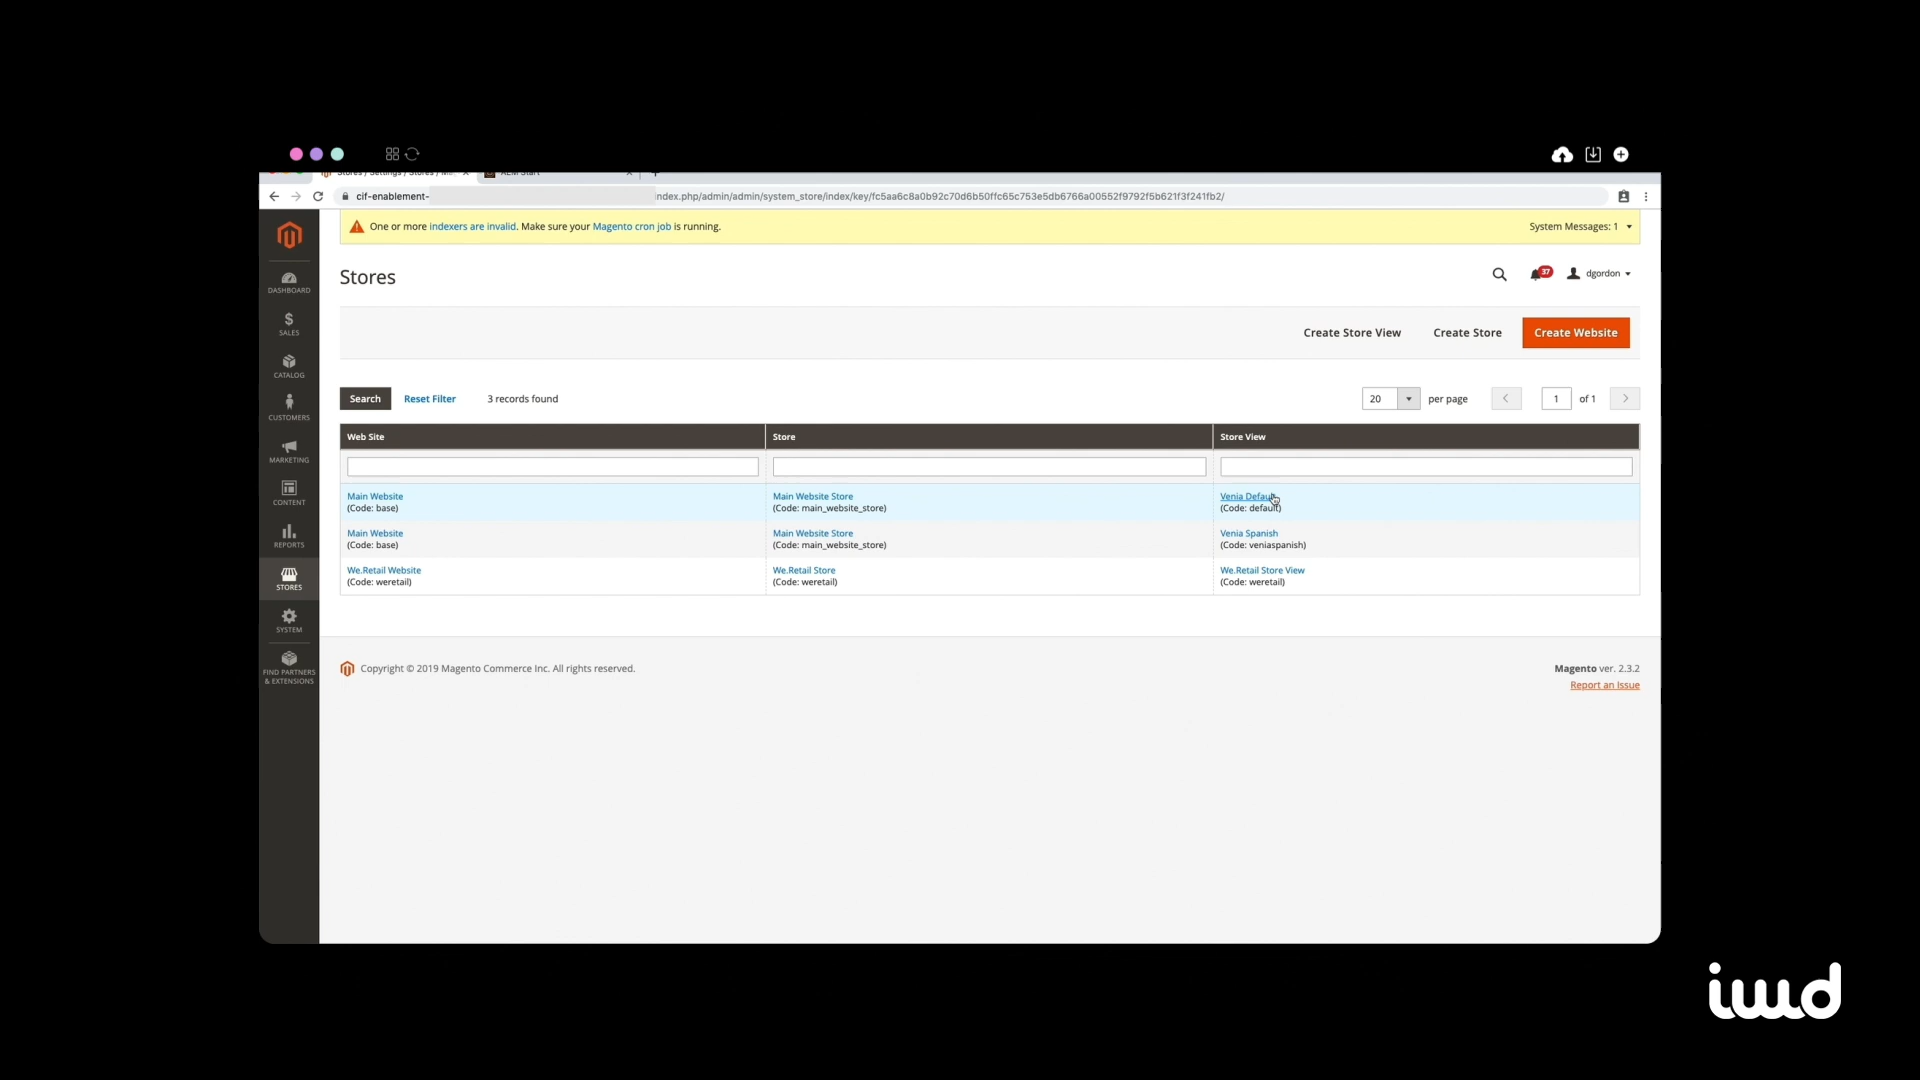 Stores / Settings / Stores /
AEM Start
cif-enablement-
index.php/admin/admin/system_store/index/key/fc5aa6c8a0b92c70d6b50ffc65c753e5db6766a00552f9792f5b621f3f241fb2/
One or more indexers are invalid. Make sure your Magento cron job is running.
System Messages: 1
Stores
37
dgordon
DASHBOARD
SALES
CATALOG
CUSTOMERS
MARKETING
CONTENT
REPORTS
STORES
SYSTEM
FIND PARTNERS
& EXTENSIONS
Create Store View
Create Store
Create Website
Search
Reset Filter
3 records found
20
per page
1
of 1
Web Site
Store
Store View
Main Website
(Code: base)
Main Website Store
(Code: main_website_store)
Venia Default
(Code: default)
Main Website
(Code: base)
Main Website Store
(Code: main_website_store)
Venia Spanish
(Code: veniaspanish)
We.Retail Website
(Code: weretail)
We.Retail Store
(Code: weretail)
We.Retail Store View
(Code: weretail)
Copyright © 2019 Magento Commerce Inc. All rights reserved.
Magento ver. 2.3.2
Report an Issue
iwd